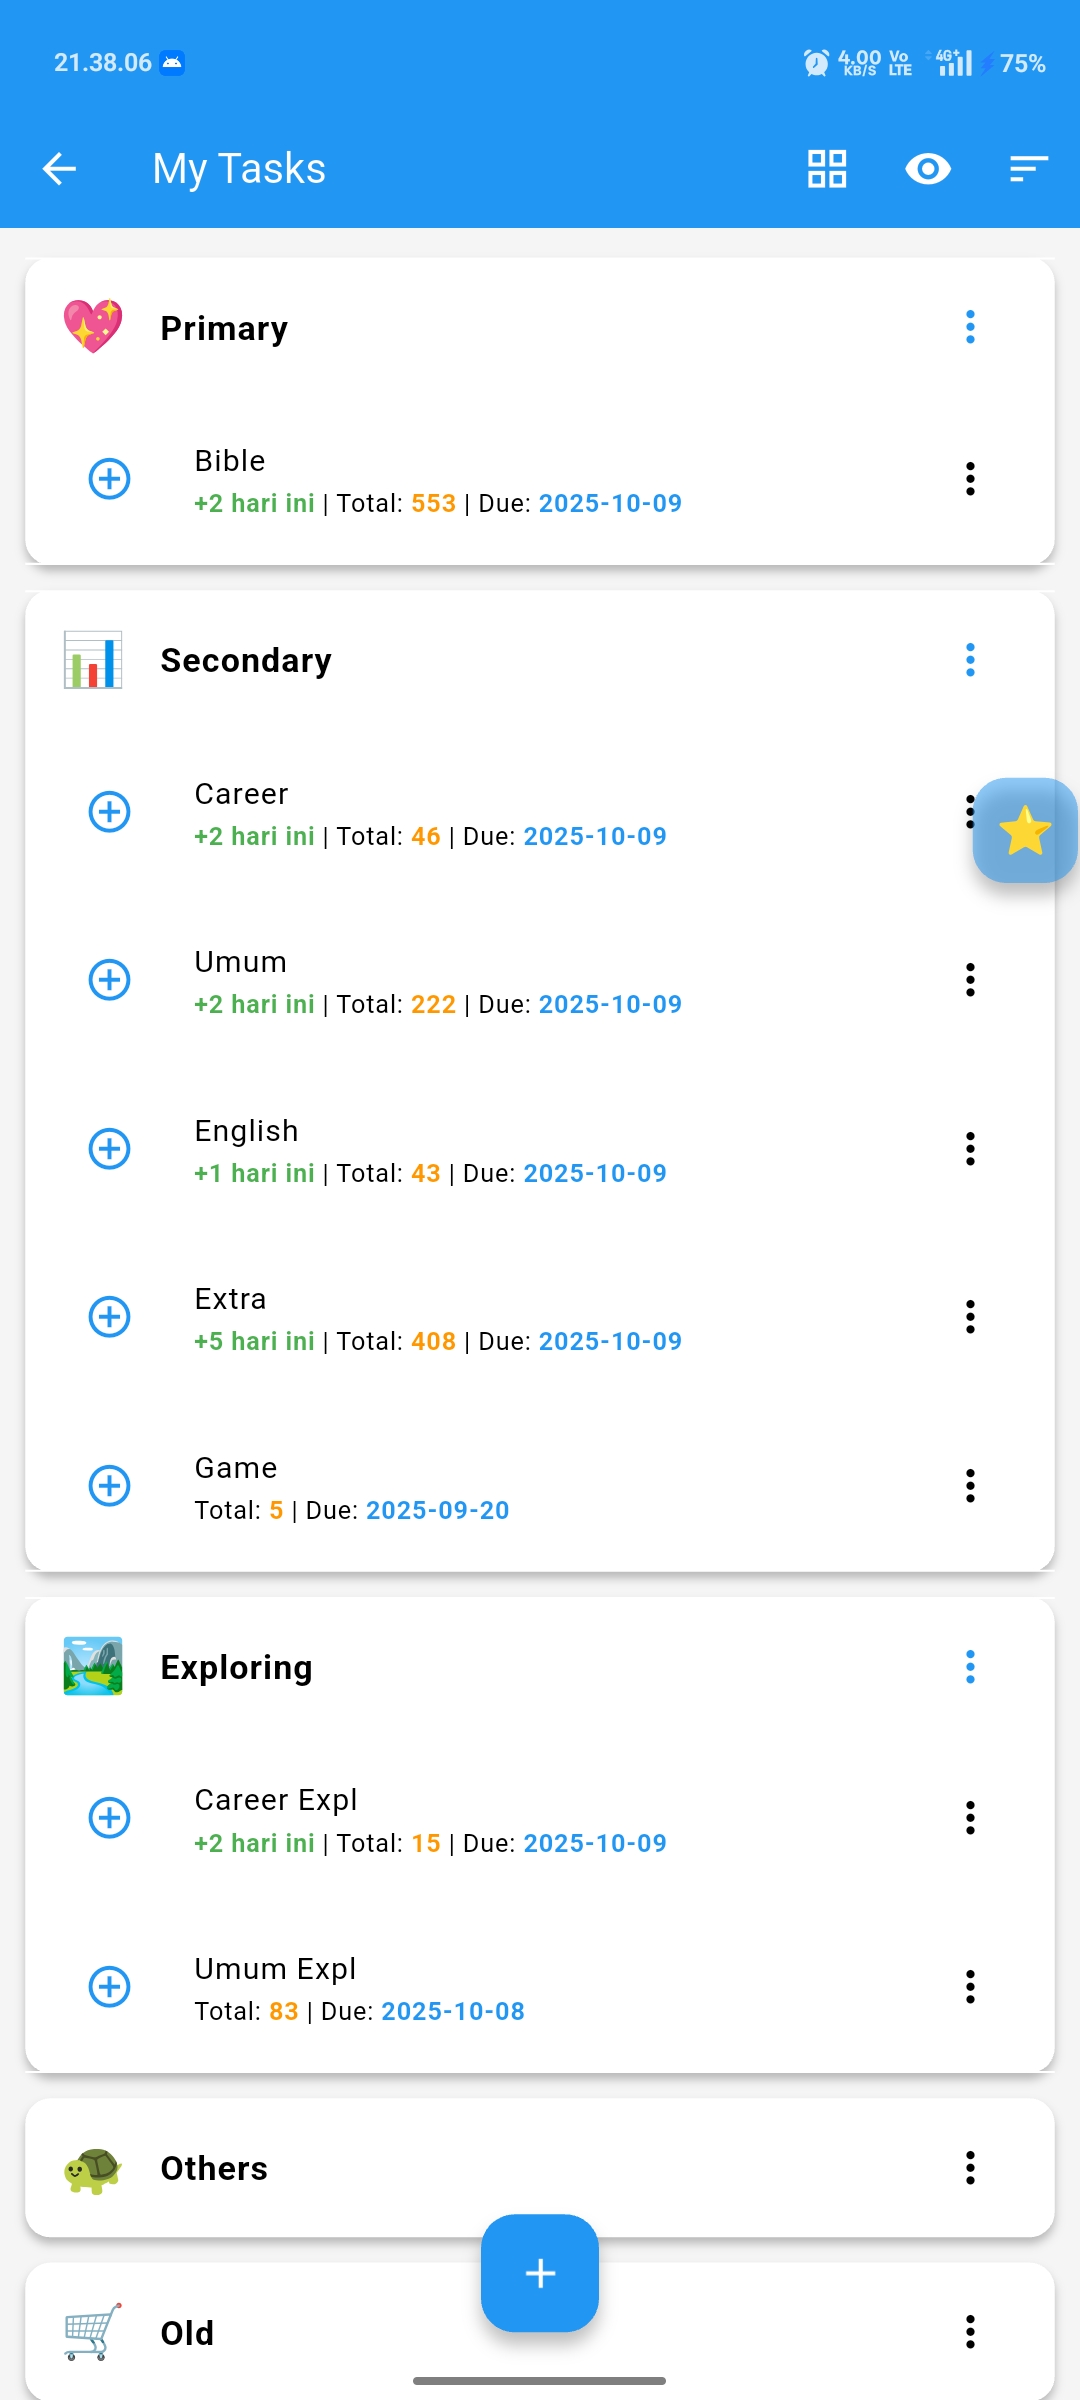 21.38.06
4.00 KB/S Vo LTE 4G+ 75%
My Tasks
Primary
Bible
+2 hari ini | Total: 553 | Due: 2025-10-09
Secondary
Career
+2 hari ini | Total: 46 | Due: 2025-10-09
Umum
+2 hari ini | Total: 222 | Due: 2025-10-09
English
+1 hari ini | Total: 43 | Due: 2025-10-09
Extra
+5 hari ini | Total: 408 | Due: 2025-10-09
Game
Total: 5 | Due: 2025-09-20
Exploring
Career Expl
+2 hari ini | Total: 15 | Due: 2025-10-09
Umum Expl
Total: 83 | Due: 2025-10-08
Others
Old